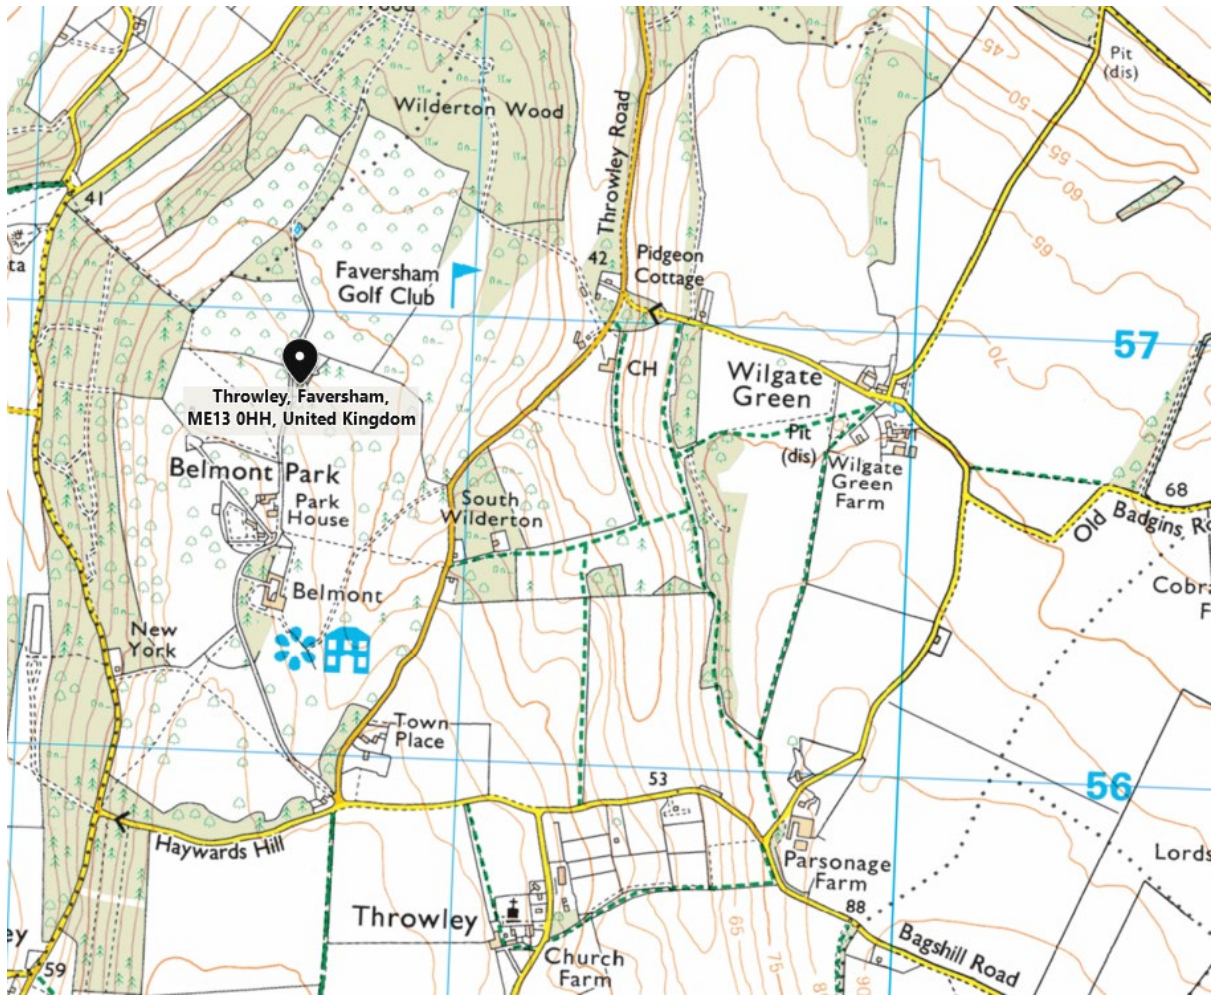 Wilderton Wood
Pit
(dis)
45
50
55
60
65
70
41
Throwley Road
42
Pidgeon
Cottage
Faversham
Golf Club
57
CH
Wilgate
Green
Throwley, Faversham,
ME13 0HH, United Kingdom
Pit
(dis)
Wilgate
Green
Farm
Belmont Park
Park
House
South
Wilderton
68
Old Badgins
Belmont
New
York
Town
Place
53
56
Haywards Hill
Parsonage
Farm
Throwley
88
Church
Farm
Bagshill Road
65
75
90
59